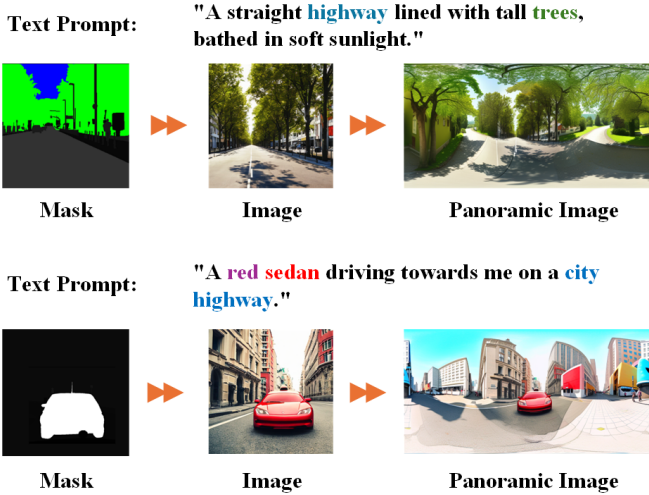 Text Prompt:
"A straight highway lined with tall trees,
bathed in soft sunlight."
Mask
Image
Panoramic Image
Text Prompt:
"A red sedan driving towards me on a city
highway."
Mask
Image
Panoramic Image